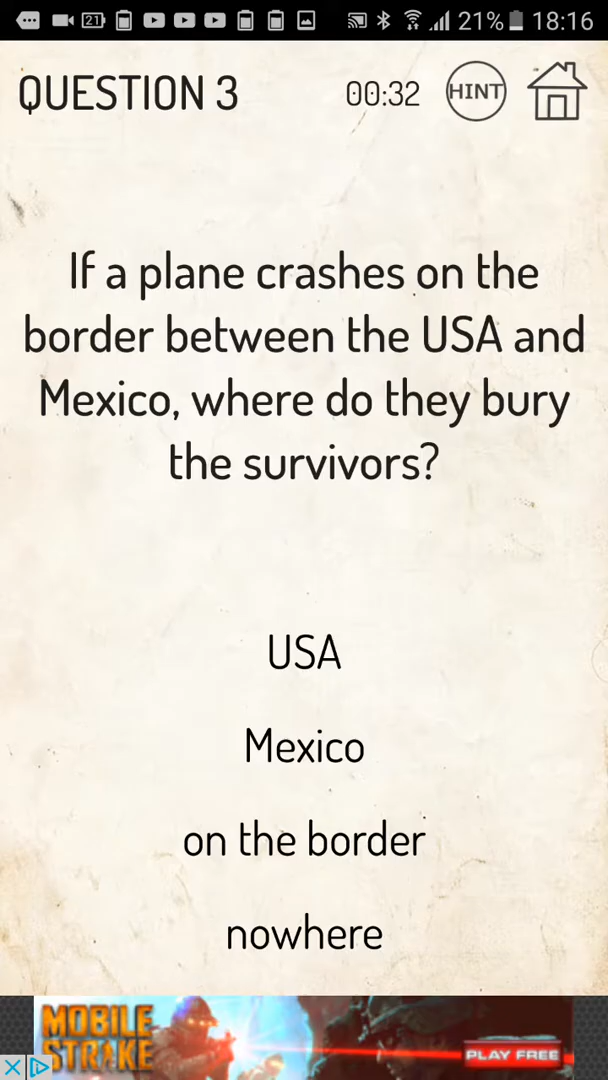 21 21% 18:16
QUESTION 3 00:32 HINT
If a plane crashes on the
border between the USA and
Mexico, where do they bury
the survivors?
USA
Mexico
on the border
nowhere
MOBILE
STRIKE
PLAY FREE